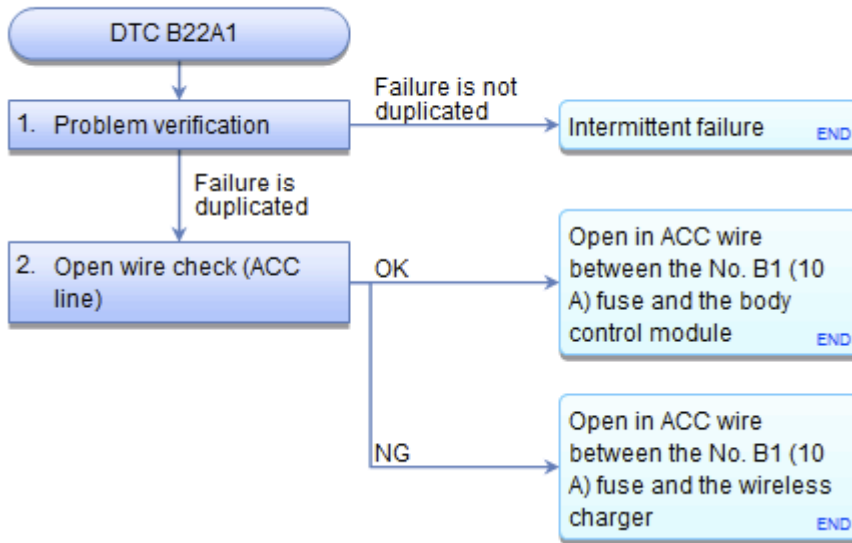 DTC B22A1
1. Problem verification
Failure is not
duplicated
Intermittent failure
END
Failure is
duplicated
2. Open wire check (ACC
line)
OK
Open in ACC wire
between the No. B1 (10
A) fuse and the body
control module
END
NG
Open in ACC wire
between the No. B1 (10
A) fuse and the wireless
charger
END